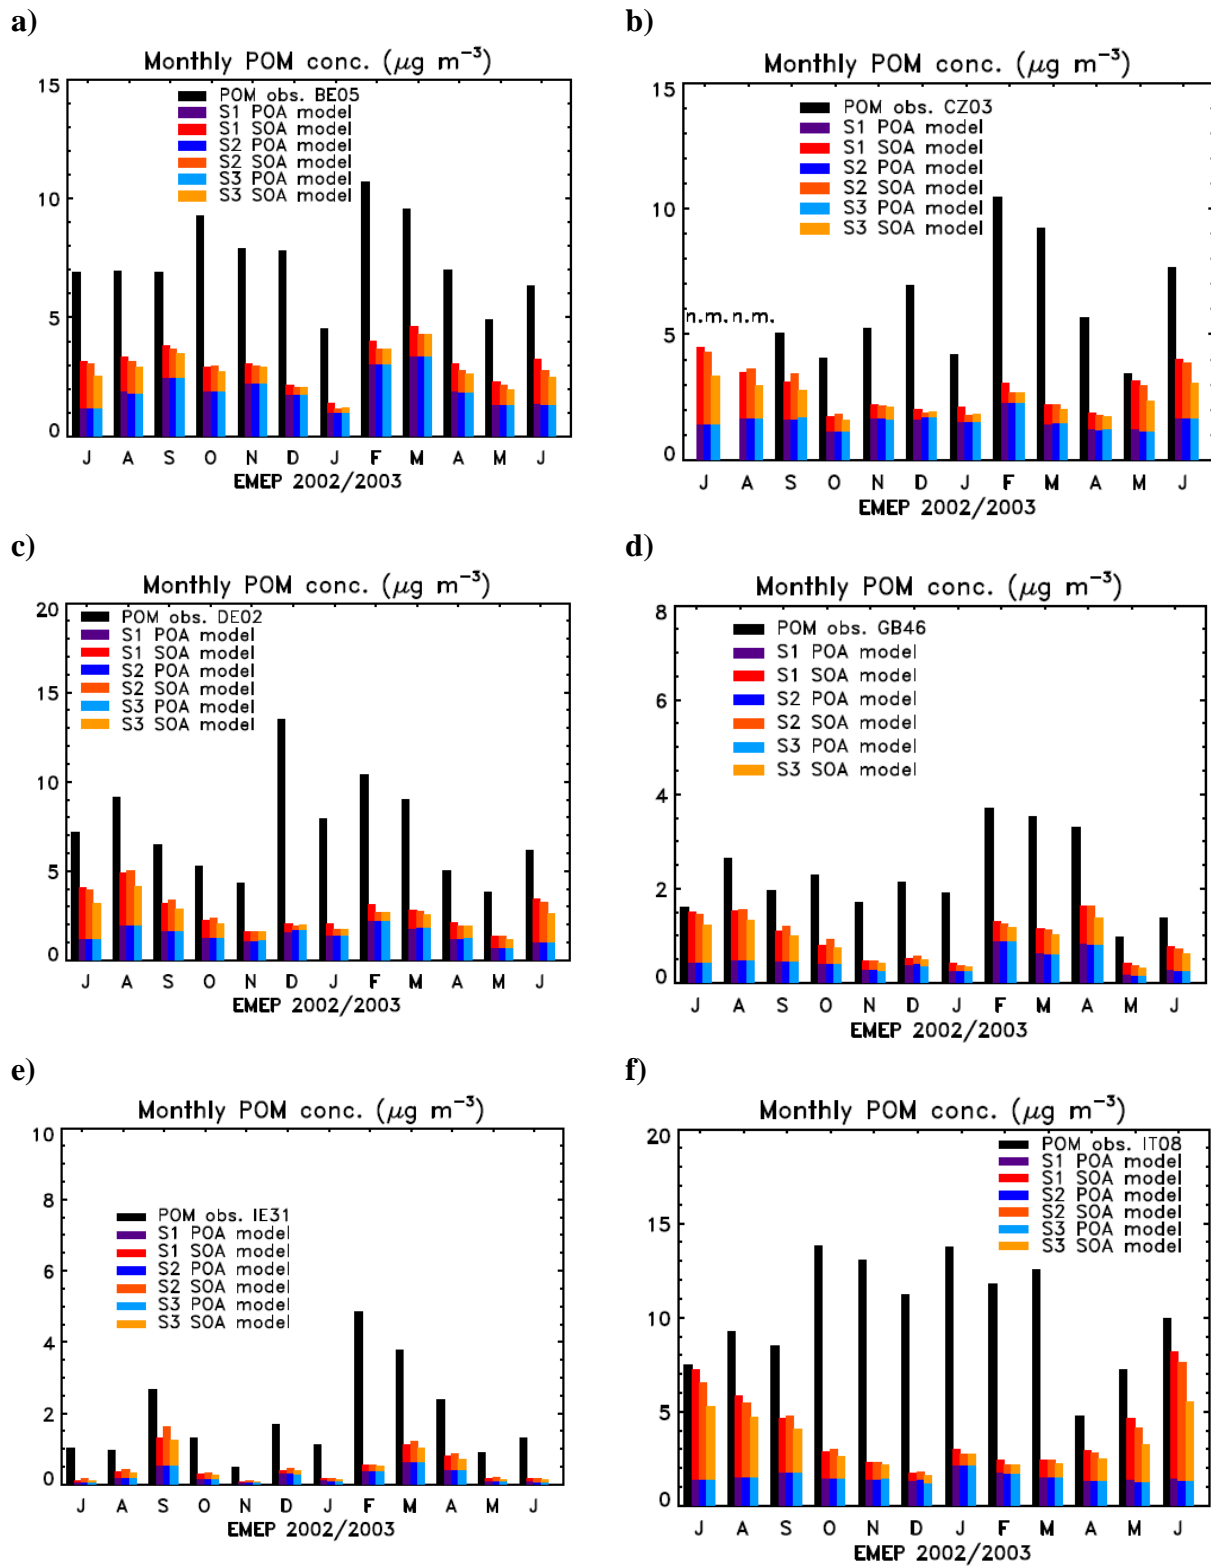 a)
Monthly POM conc. (μg m⁻³)
15
10
5
0
POM obs. BE05
S1 POA model
S1 SOA model
S2 POA model
S2 SOA model
S3 POA model
S3 SOA model
J A S O N D J F M A M J
EMEP 2002/2003
b)
Monthly POM conc. (μg m⁻³)
15
10
5
0
POM obs. CZ03
S1 POA model
S1 SOA model
S2 POA model
S2 SOA model
S3 POA model
S3 SOA model
n.m. n.m.
J A S O N D J F M A M J
EMEP 2002/2003
c)
Monthly POM conc. (μg m⁻³)
20
15
10
5
0
POM obs. DE02
S1 POA model
S1 SOA model
S2 POA model
S2 SOA model
S3 POA model
S3 SOA model
J A S O N D J F M A M J
EMEP 2002/2003
d)
Monthly POM conc. (μg m⁻³)
8
6
4
2
0
POM obs. GB46
S1 POA model
S1 SOA model
S2 POA model
S2 SOA model
S3 POA model
S3 SOA model
J A S O N D J F M A M J
EMEP 2002/2003
e)
Monthly POM conc. (μg m⁻³)
10
8
6
4
2
0
POM obs. IE31
S1 POA model
S1 SOA model
S2 POA model
S2 SOA model
S3 POA model
S3 SOA model
J A S O N D J F M A M J
EMEP 2002/2003
f)
Monthly POM conc. (μg m⁻³)
20
15
10
5
0
POM obs. IT08
S1 POA model
S1 SOA model
S2 POA model
S2 SOA model
S3 POA model
S3 SOA model
J A S O N D J F M A M J
EMEP 2002/2003